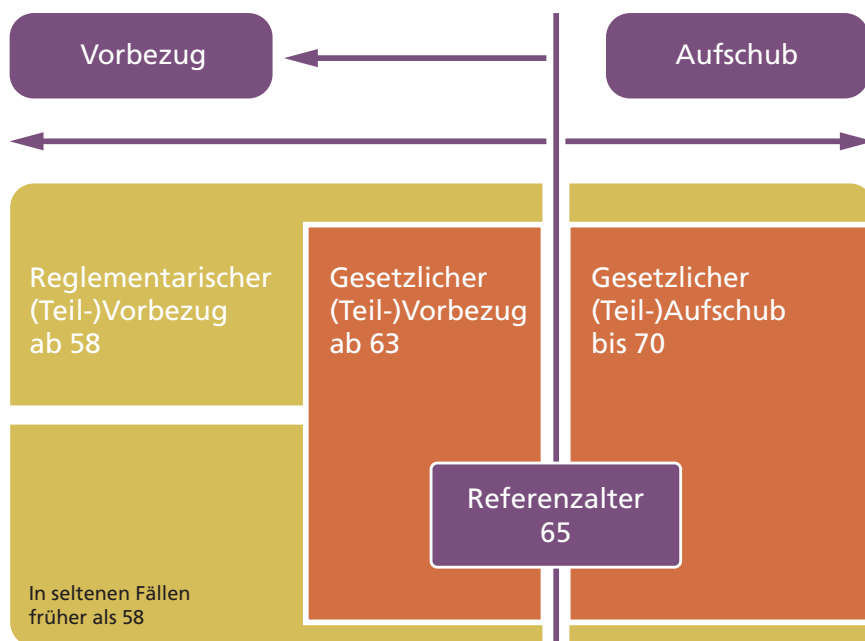 Vorbezug
Aufschub
Reglementarischer
(Teil-)Vorbezug
ab 58
Gesetzlicher
(Teil-)Vorbezug
ab 63
Gesetzlicher
(Teil-)Aufschub
bis 70
Referenzalter
65
In seltenen Fällen
früher als 58